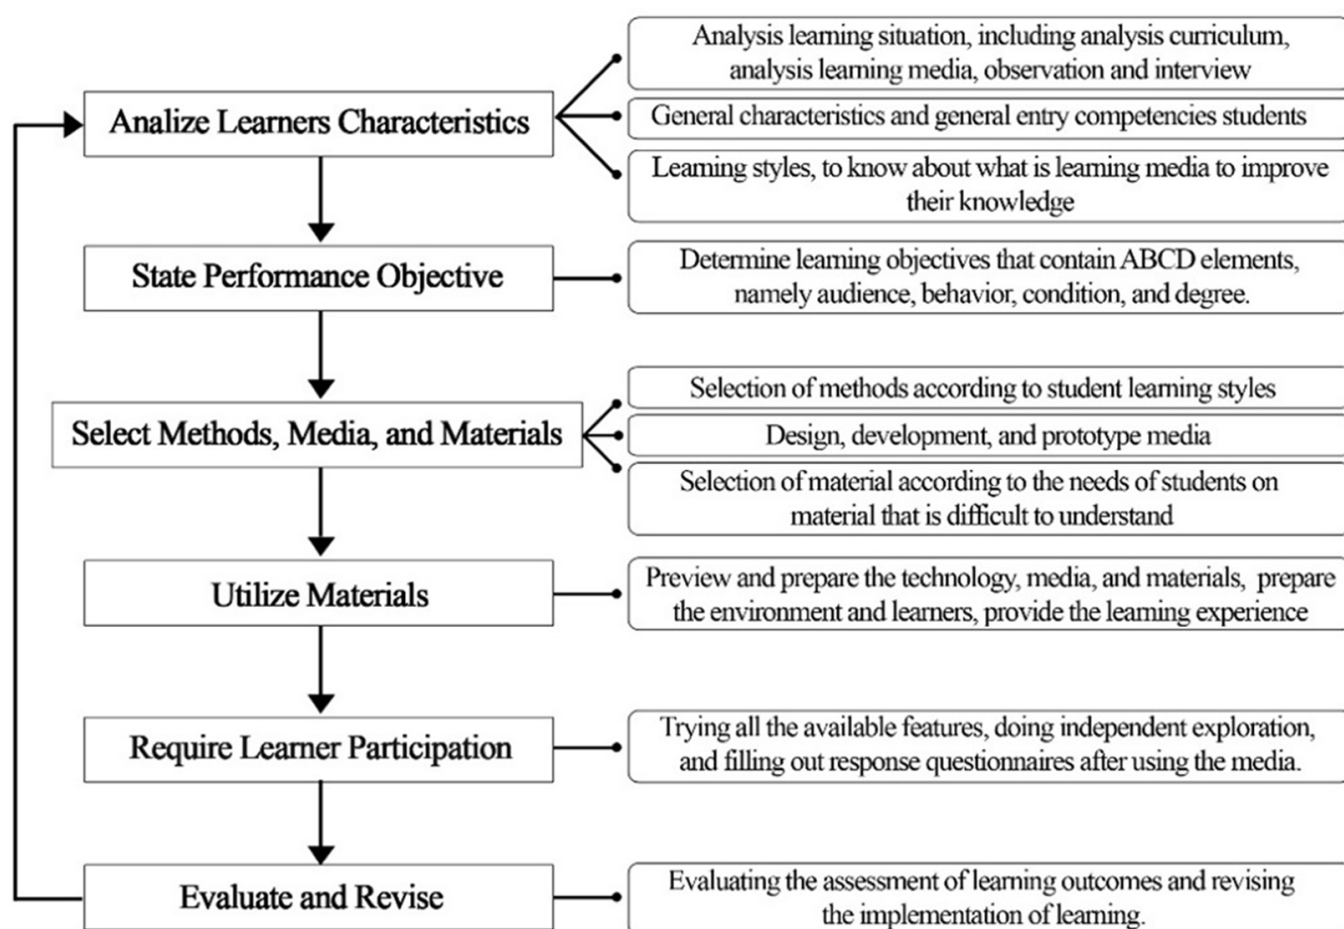 Analize Learners Characteristics
Analysis learning situation, including analysis curriculum,
analysis learning media, observation and interview
General characteristics and general entry competencies students
Learning styles, to know about what is learning media to improve
their knowledge
State Performance Objective
Determine learning objectives that contain ABCD elements,
namely audience, behavior, condition, and degree.
Select Methods, Media, and Materials
Selection of methods according to student learning styles
Design, development, and prototype media
Selection of material according to the needs of students on
material that is difficult to understand
Utilize Materials
Preview and prepare the technology, media, and materials, prepare
the environment and learners, provide the learning experience
Require Learner Participation
Trying all the available features, doing independent exploration,
and filling out response questionnaires after using the media.
Evaluate and Revise
Evaluating the assessment of learning outcomes and revising
the implementation of learning.